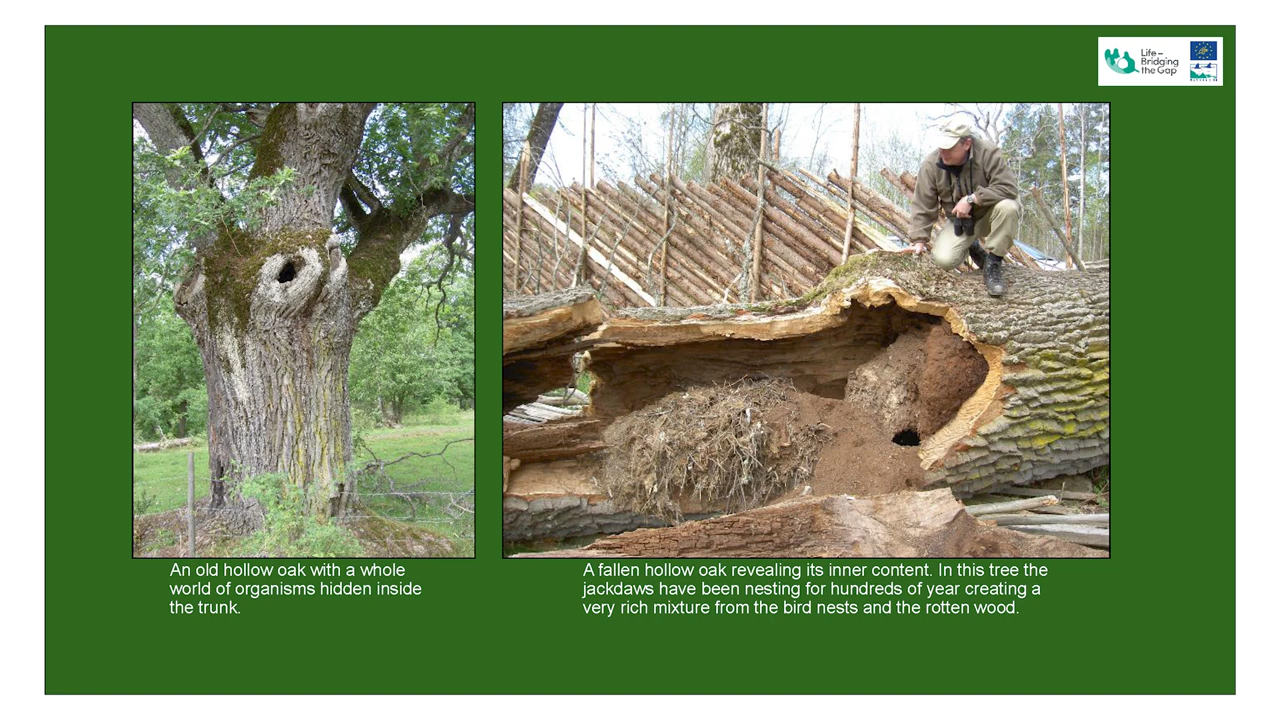 Life –
Bridging
the Gap
An old hollow oak with a whole
world of organisms hidden inside
the trunk.
A fallen hollow oak revealing its inner content. In this tree the
jackdaws have been nesting for hundreds of year creating a
very rich mixture from the bird nests and the rotten wood.